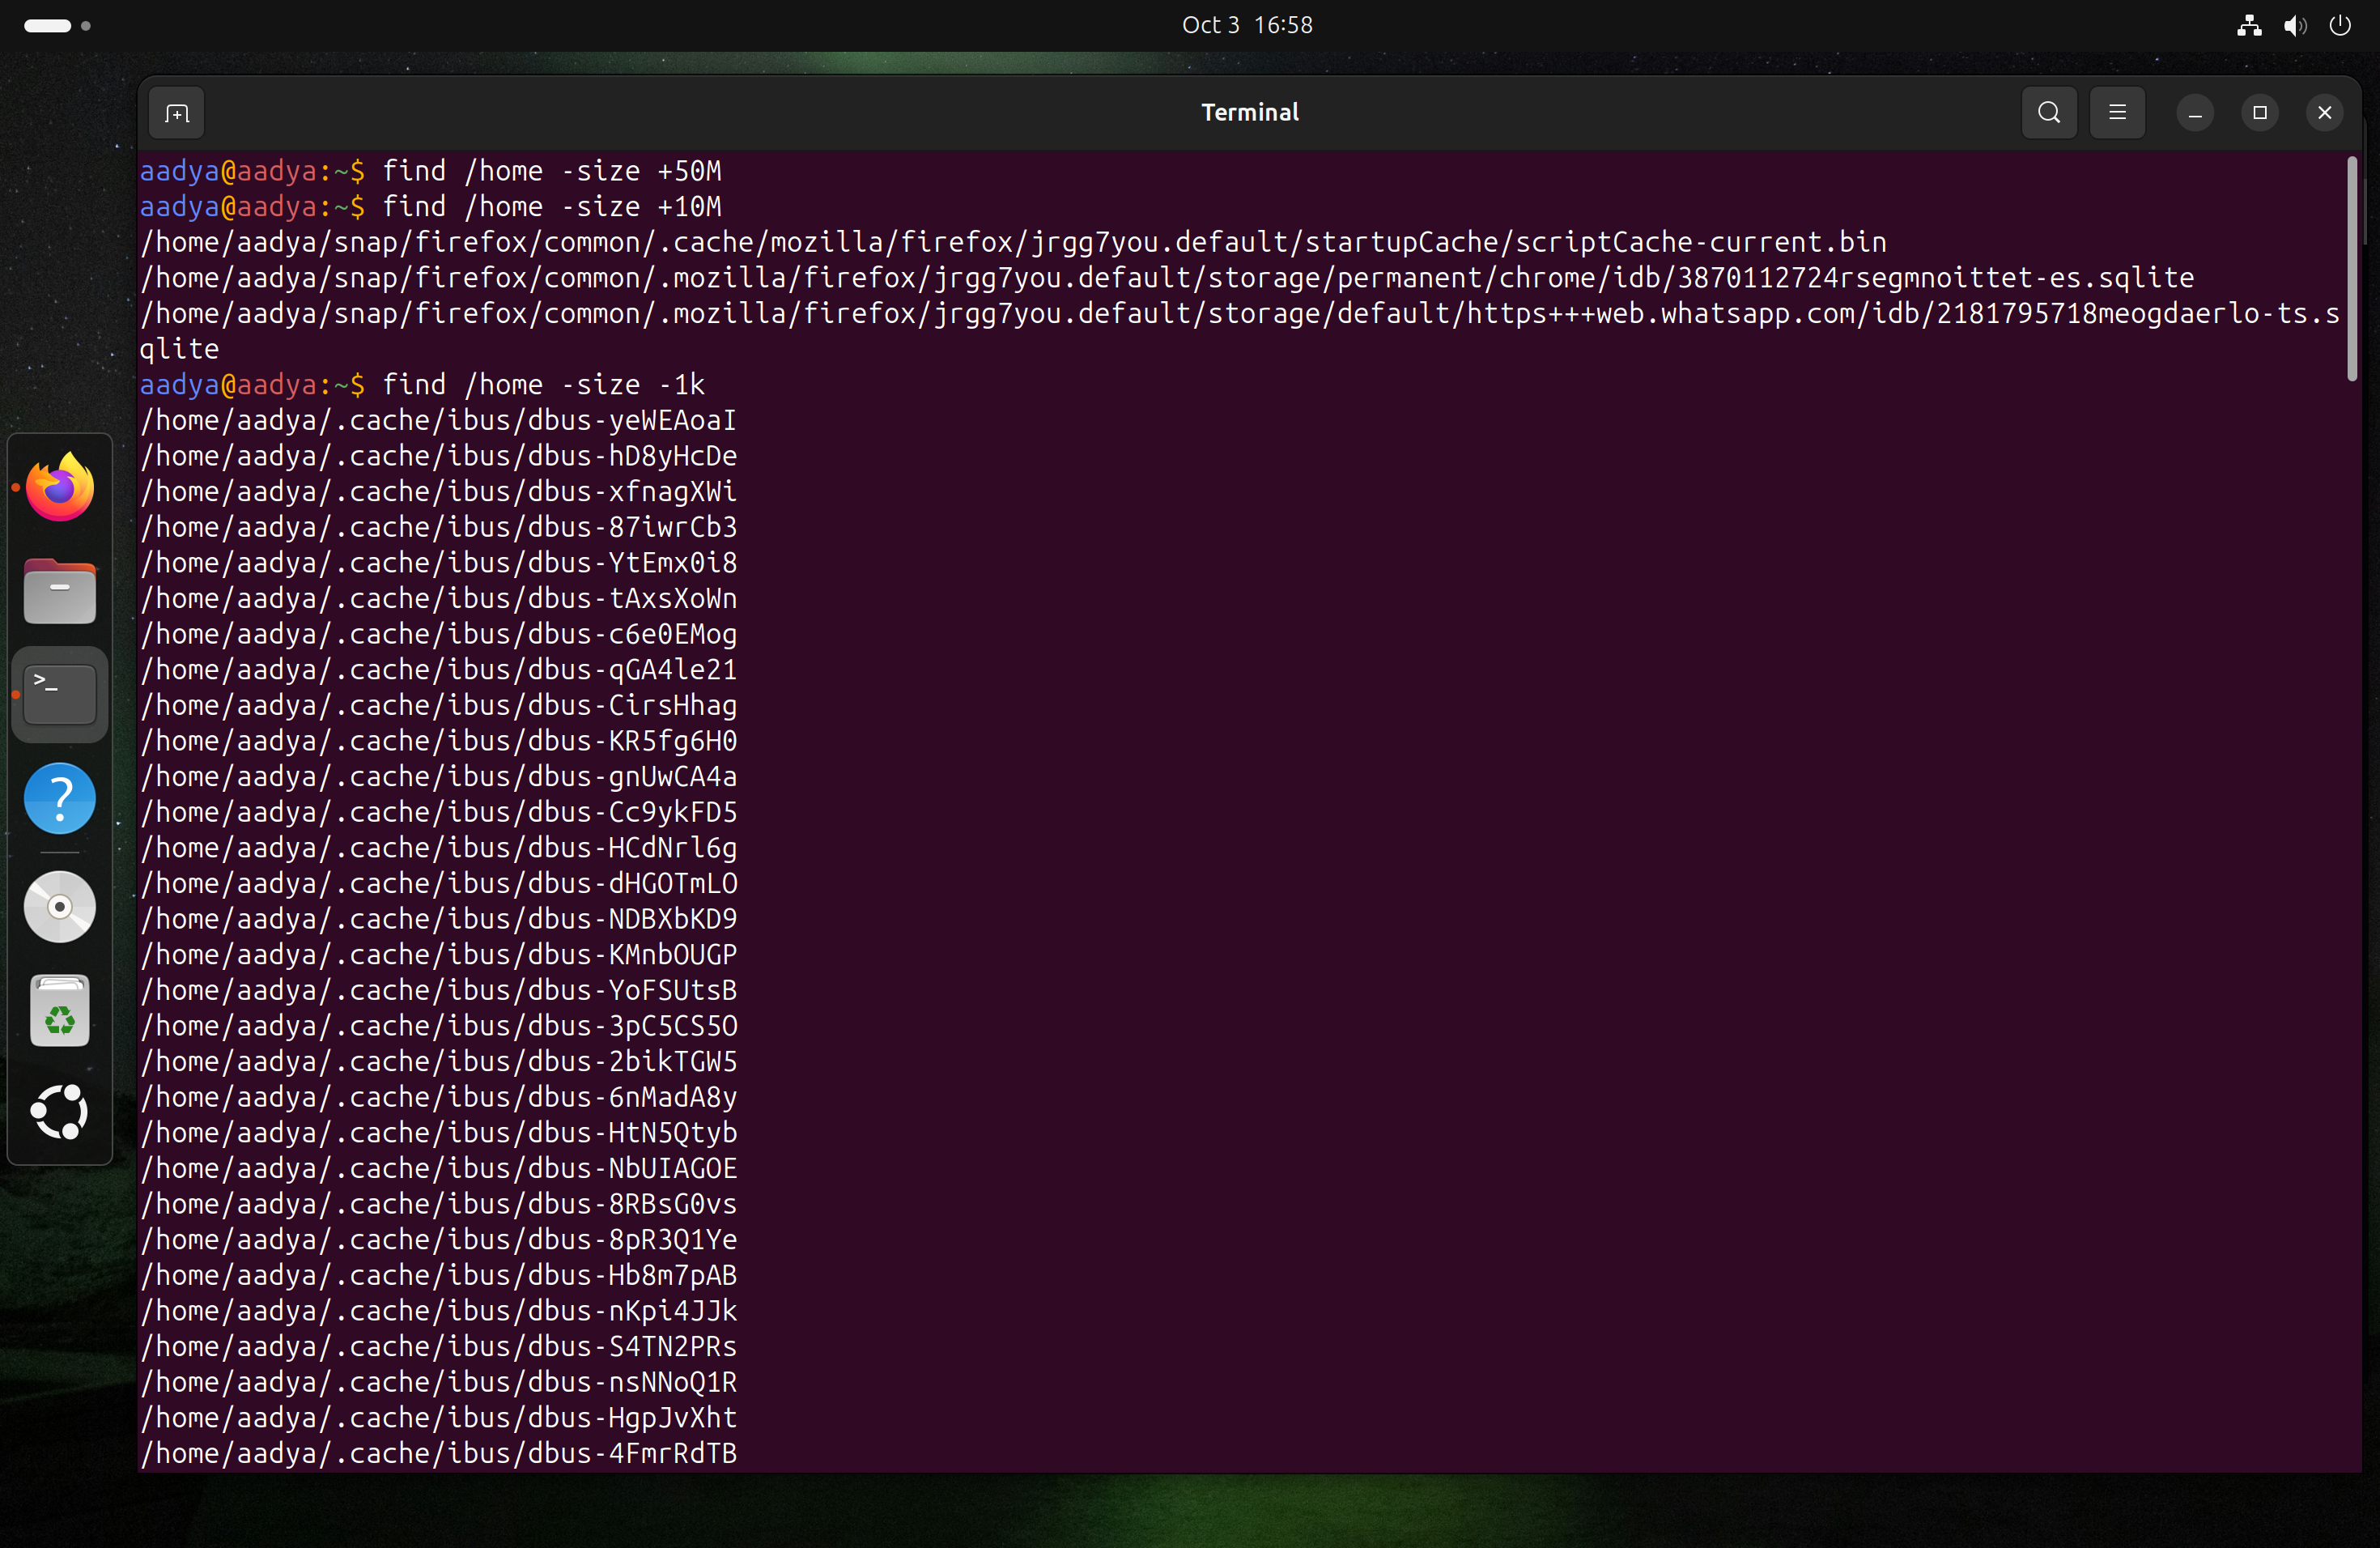 Oct 3 16:58
Terminal
aadya@aadya:~$ find /home -size +50M
aadya@aadya:~$ find /home -size +10M
/home/aadya/snap/firefox/common/.cache/mozilla/firefox/jrgg7you.default/startupCache/scriptCache-current.bin
/home/aadya/snap/firefox/common/.mozilla/firefox/jrgg7you.default/storage/permanent/chrome/idb/3870112724rsegmnoittet-es.sqlite
/home/aadya/snap/firefox/common/.mozilla/firefox/jrgg7you.default/storage/default/https+++web.whatsapp.com/idb/2181795718meogdaerlo-ts.s
qlite
aadya@aadya:~$ find /home -size -1k
/home/aadya/.cache/ibus/dbus-yeWEAoaI
/home/aadya/.cache/ibus/dbus-hD8yHcDe
/home/aadya/.cache/ibus/dbus-xfnagXWi
/home/aadya/.cache/ibus/dbus-87iwrCb3
/home/aadya/.cache/ibus/dbus-YtEmx0i8
/home/aadya/.cache/ibus/dbus-tAxsXoWn
/home/aadya/.cache/ibus/dbus-c6e0EMog
/home/aadya/.cache/ibus/dbus-qGA4le21
/home/aadya/.cache/ibus/dbus-CirsHhag
/home/aadya/.cache/ibus/dbus-KR5fg6H0
/home/aadya/.cache/ibus/dbus-gnUwCA4a
/home/aadya/.cache/ibus/dbus-Cc9ykFD5
/home/aadya/.cache/ibus/dbus-HCdNrl6g
/home/aadya/.cache/ibus/dbus-dHGOTmLO
/home/aadya/.cache/ibus/dbus-NDBXbKD9
/home/aadya/.cache/ibus/dbus-KMnbOUGP
/home/aadya/.cache/ibus/dbus-YoFSUtsB
/home/aadya/.cache/ibus/dbus-3pC5CS5O
/home/aadya/.cache/ibus/dbus-2bikTGW5
/home/aadya/.cache/ibus/dbus-6nMadA8y
/home/aadya/.cache/ibus/dbus-HtN5Qtyb
/home/aadya/.cache/ibus/dbus-NbUIAGOE
/home/aadya/.cache/ibus/dbus-8RBsG0vs
/home/aadya/.cache/ibus/dbus-8pR3Q1Ye
/home/aadya/.cache/ibus/dbus-Hb8m7pAB
/home/aadya/.cache/ibus/dbus-nKpi4JJk
/home/aadya/.cache/ibus/dbus-S4TN2PRs
/home/aadya/.cache/ibus/dbus-nsNNoQ1R
/home/aadya/.cache/ibus/dbus-HgpJvXht
/home/aadya/.cache/ibus/dbus-4FmrRdTB